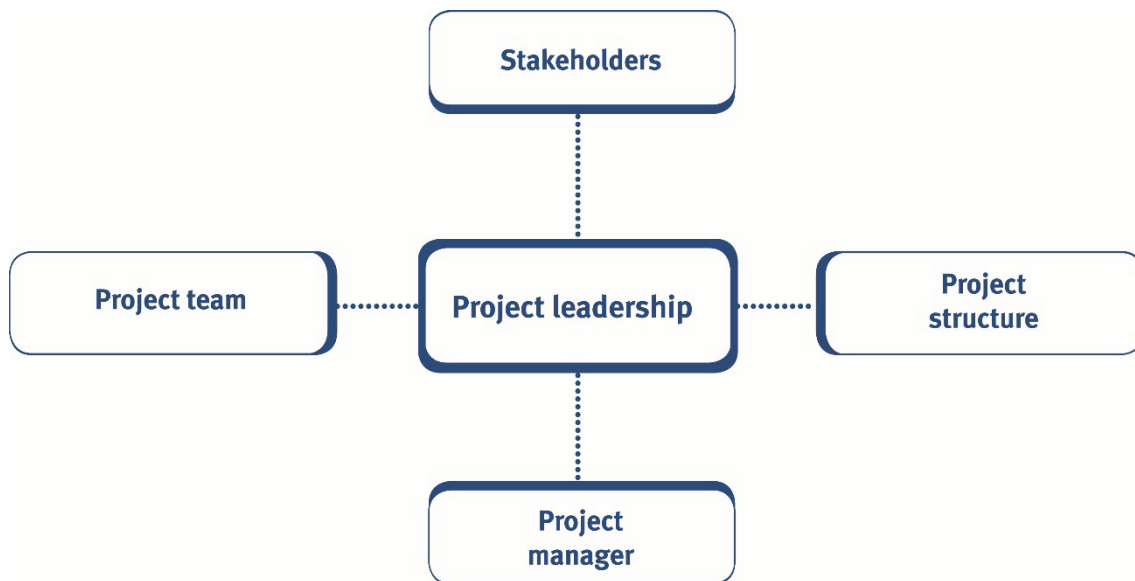 Stakeholders
Project team
Project leadership
Project
structure
Project
manager